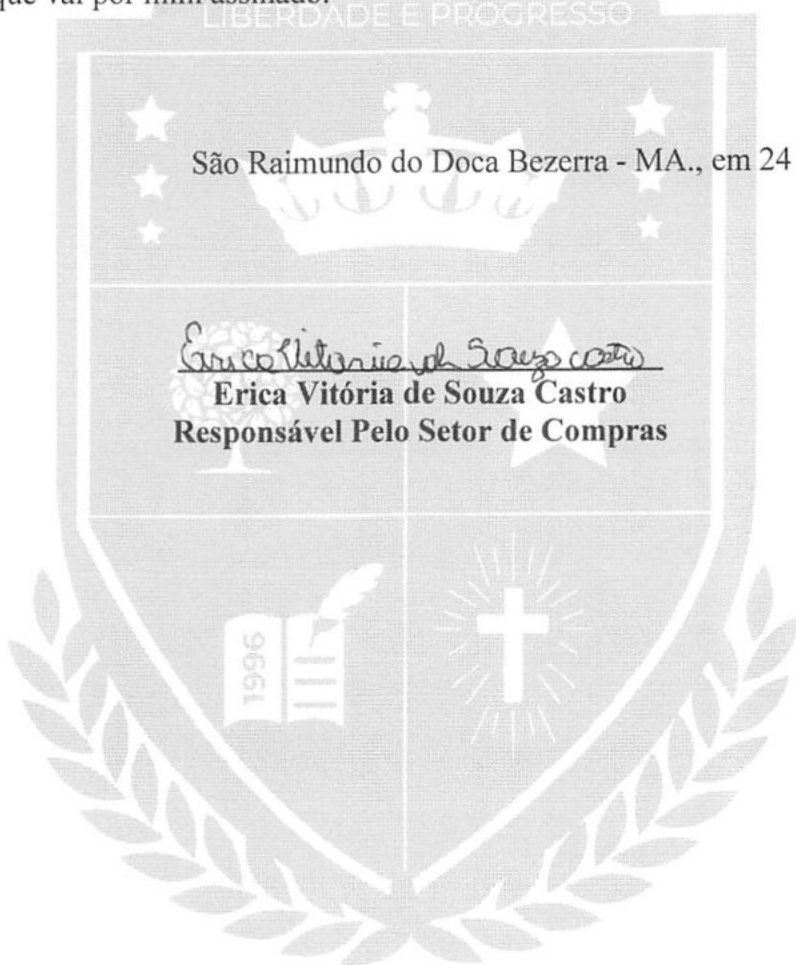 que vai por mim assinado.
LIBERDADE E PROGRESSO
São Raimundo do Doca Bezerra - MA., em 24
Erica Vitória de Souza Castro
Erica Vitória de Souza Castro
Responsável Pelo Setor de Compras
1996